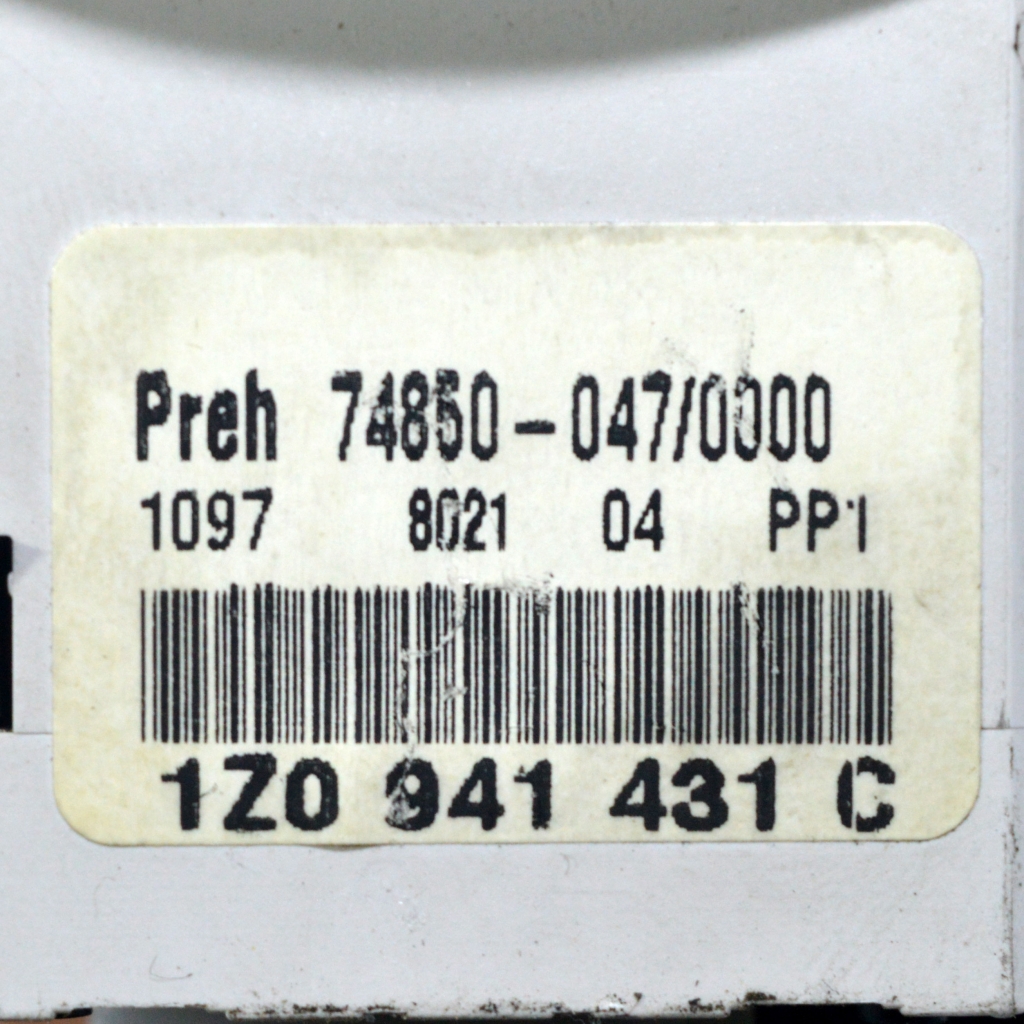 Preh 74850-047/0000
1097 8021 04 PP1
1Z0 941 431 C